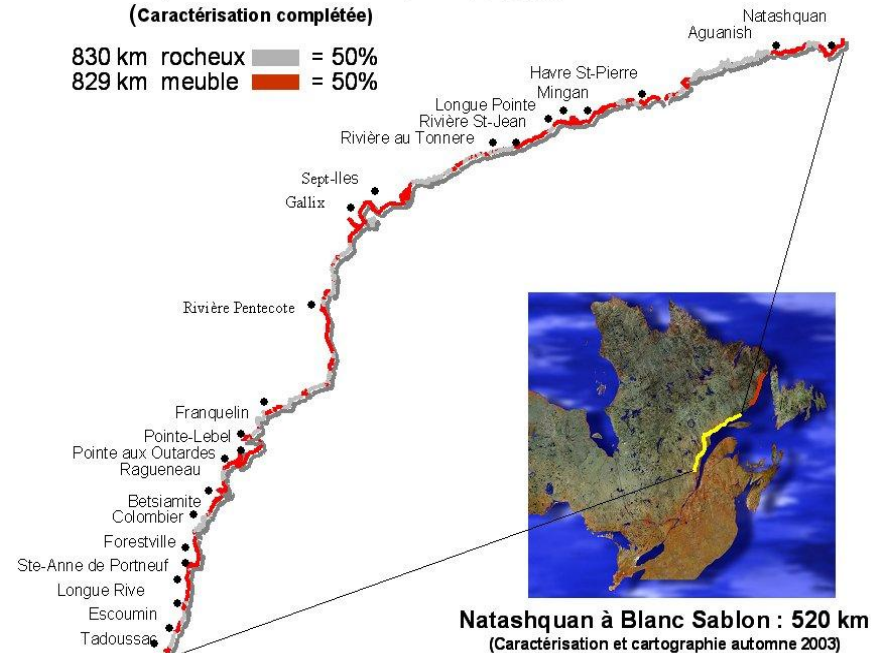 (Caractérisation complétée)
830 km rocheux = 50%
829 km meuble = 50%
Natashquan
Aguanish
Havre St-Pierre
Mingan
Longue Pointe
Rivière St-Jean
Rivière au Tonnere
Sept-Iles
Gallix
Rivière Pentecote
Franquelin
Pointe-Lebel
Pointe aux Outardes
Ragueneau
Betsiamite
Colombier
Forestville
Ste-Anne de Portneuf
Longue Rive
Escoumin
Tadoussac
Natashquan à Blanc Sablon : 520 km
(Caractérisation et cartographie automne 2003)